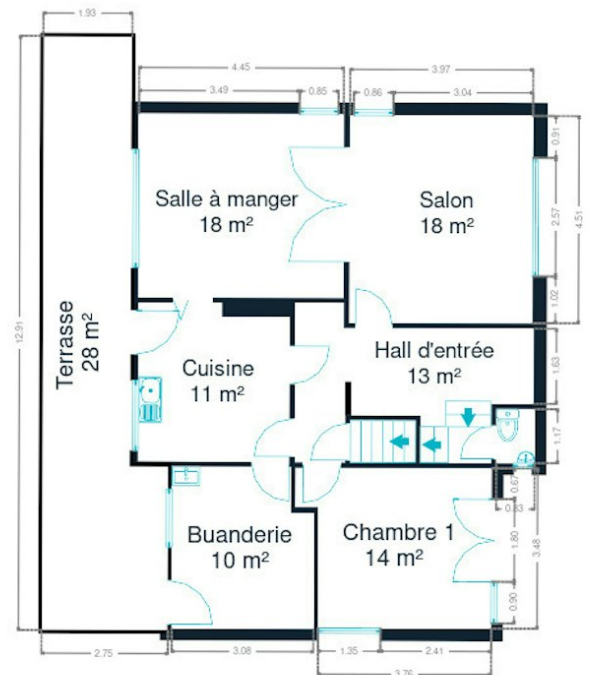 1.93
4.45
3.97
3.49
0.85
0.86
3.04
0.91
Salle à manger
18 m²
Salon
18 m²
2.57
4.51
1.02
12.91
Terrasse
28 m²
Cuisine
11 m²
Hall d'entrée
13 m²
1.63
1.17
0.67
0.83
Buanderie
10 m²
Chambre 1
14 m²
1.80
3.48
0.90
2.75
3.08
1.35
2.41
3.76